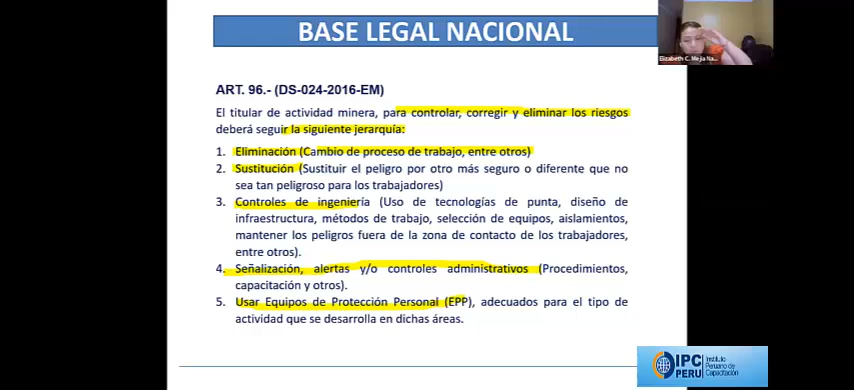 BASE LEGAL NACIONAL
Elizabeth C. Mejia Na...
ART. 96.- (DS-024-2016-EM)
El titular de actividad minera, para controlar, corregir y eliminar los riesgos
deberá seguir la siguiente jerarquía:
1. Eliminación (Cambio de proceso de trabajo, entre otros)
2. Sustitución (Sustituir el peligro por otro más seguro o diferente que no
sea tan peligroso para los trabajadores)
3. Controles de ingeniería (Uso de tecnologías de punta, diseño de
infraestructura, métodos de trabajo, selección de equipos, aislamientos,
mantener los peligros fuera de la zona de contacto de los trabajadores,
entre otros).
4. Señalización, alertas y/o controles administrativos (Procedimientos,
capacitación y otros).
5. Usar Equipos de Protección Personal (EPP), adecuados para el tipo de
actividad que se desarrolla en dichas áreas.
IPC PERU
Instituto
Peruano de
Capacitación